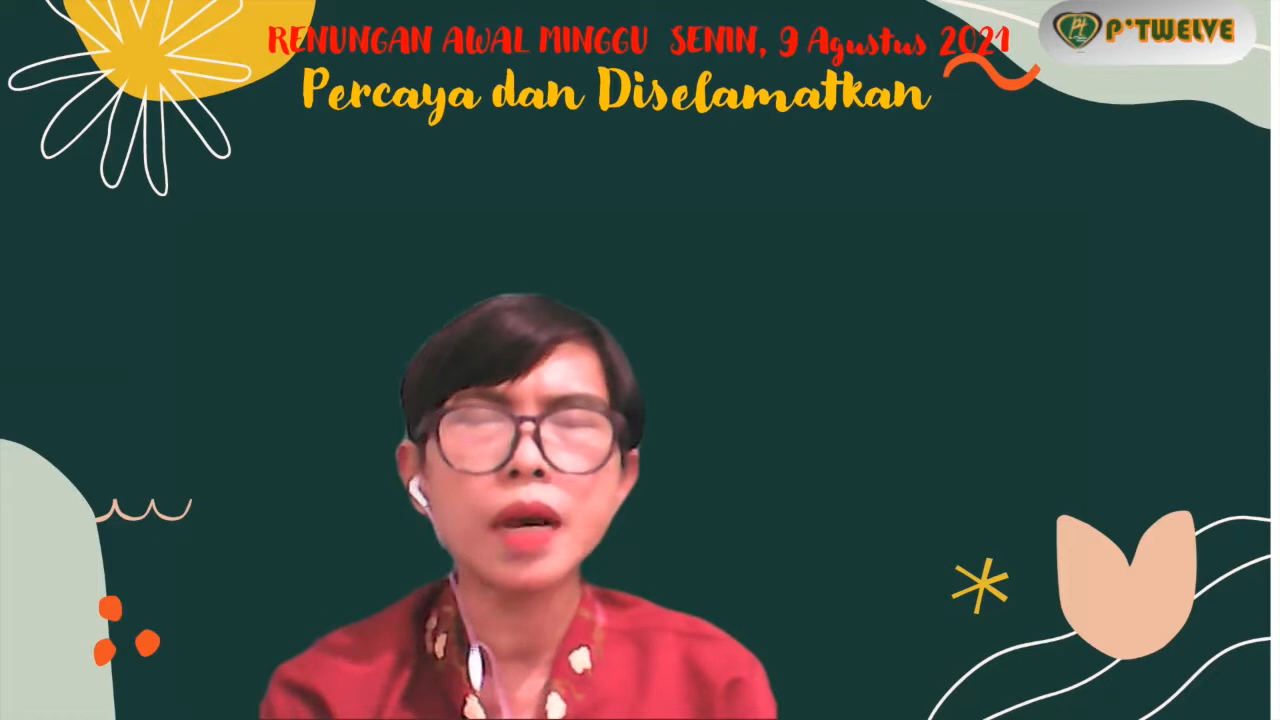 RENUNGAN AWAL MINGGU SENIN, 9 Agustus 2021
P'TWELVE
Percaya dan Diselamatkan